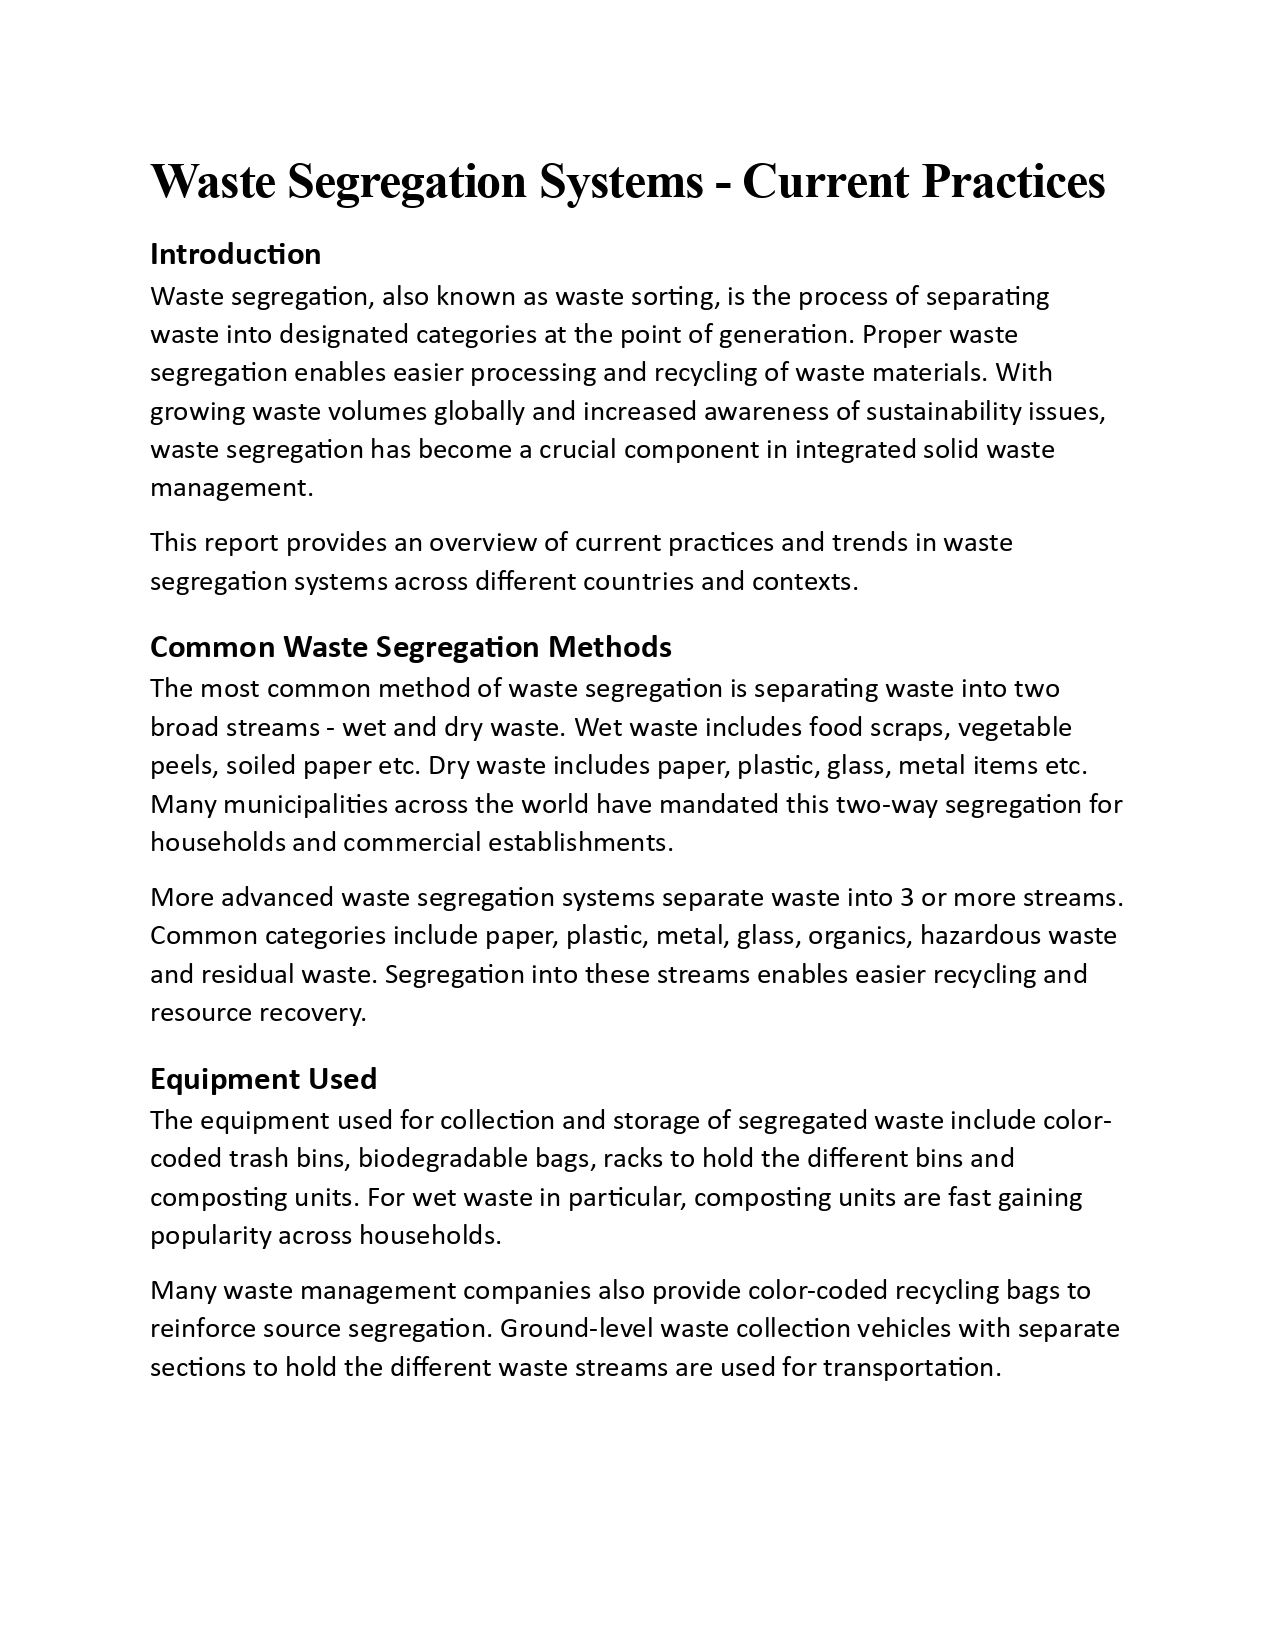 Waste Segregation Systems - Current Practices
Introduction
Waste segregation, also known as waste sorting, is the process of separating
waste into designated categories at the point of generation. Proper waste
segregation enables easier processing and recycling of waste materials. With
growing waste volumes globally and increased awareness of sustainability issues,
waste segregation has become a crucial component in integrated solid waste
management.
This report provides an overview of current practices and trends in waste
segregation systems across different countries and contexts.
Common Waste Segregation Methods
The most common method of waste segregation is separating waste into two
broad streams - wet and dry waste. Wet waste includes food scraps, vegetable
peels, soiled paper etc. Dry waste includes paper, plastic, glass, metal items etc.
Many municipalities across the world have mandated this two-way segregation for
households and commercial establishments.
More advanced waste segregation systems separate waste into 3 or more streams.
Common categories include paper, plastic, metal, glass, organics, hazardous waste
and residual waste. Segregation into these streams enables easier recycling and
resource recovery.
Equipment Used
The equipment used for collection and storage of segregated waste include color-
coded trash bins, biodegradable bags, racks to hold the different bins and
composting units. For wet waste in particular, composting units are fast gaining
popularity across households.
Many waste management companies also provide color-coded recycling bags to
reinforce source segregation. Ground-level waste collection vehicles with separate
sections to hold the different waste streams are used for transportation.